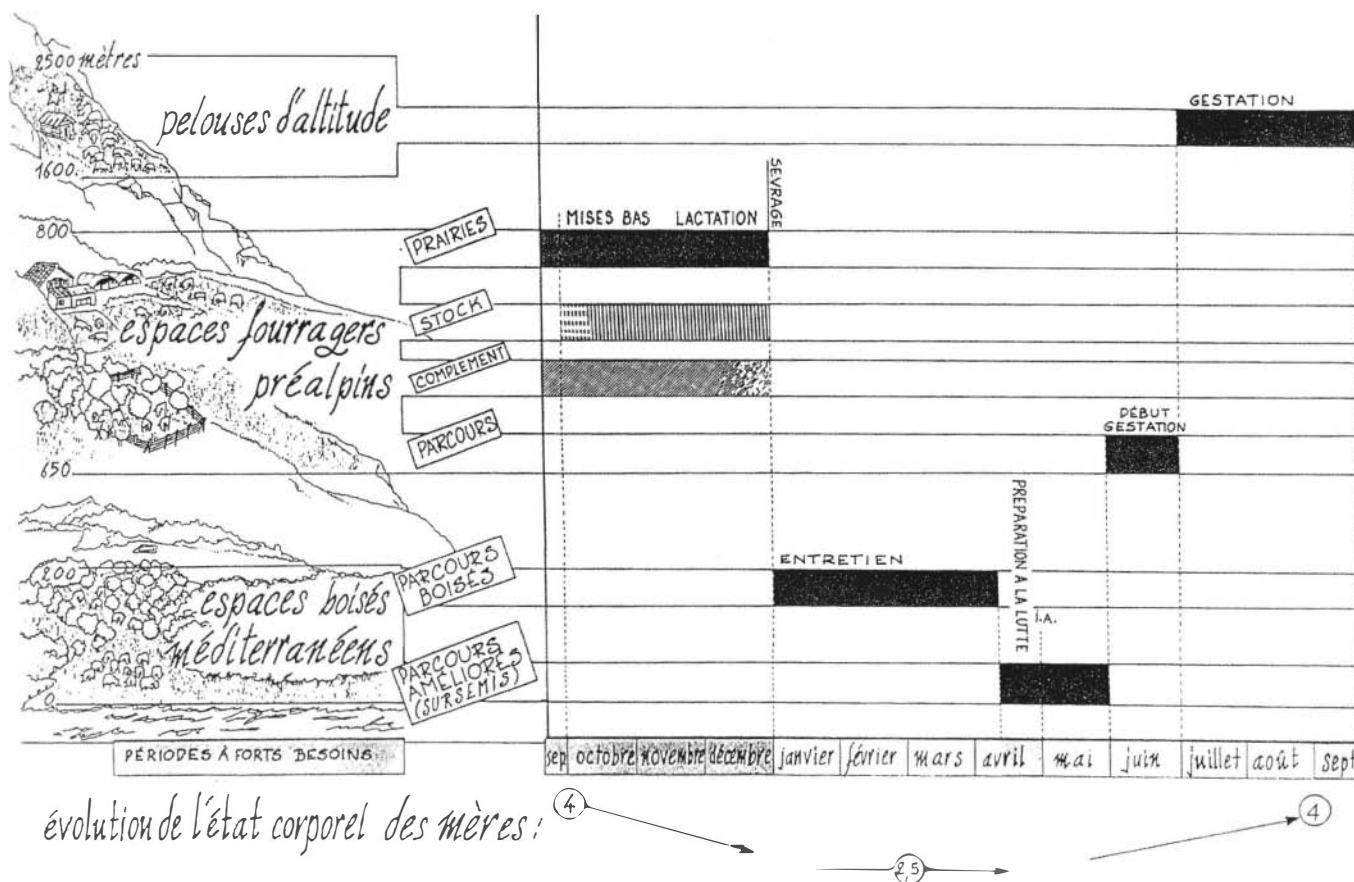 2500 mètres
pelouses d'altitude
1600
GESTATION
SEVRAGE
800
PRAIRIES
MISES BAS LACTATION
STOCK
espaces fourragers
préalpins
COMPLEMENT
PARCOURS
650
DÉBUT
GESTATION
PREPARATION A LA LUTTE
I.A.
200
PARCOURS
BOISES
ENTRETIEN
espaces boisés
méditerranéens
PARCOURS
AMÉLIORES
(SURSEMIS)
0
PÉRIODES À FORTS BESOINS
sep octobre novembre décembre janvier février mars avril mai juin juillet août sept
évolution de l'état corporel des mères :
4
4
2,5